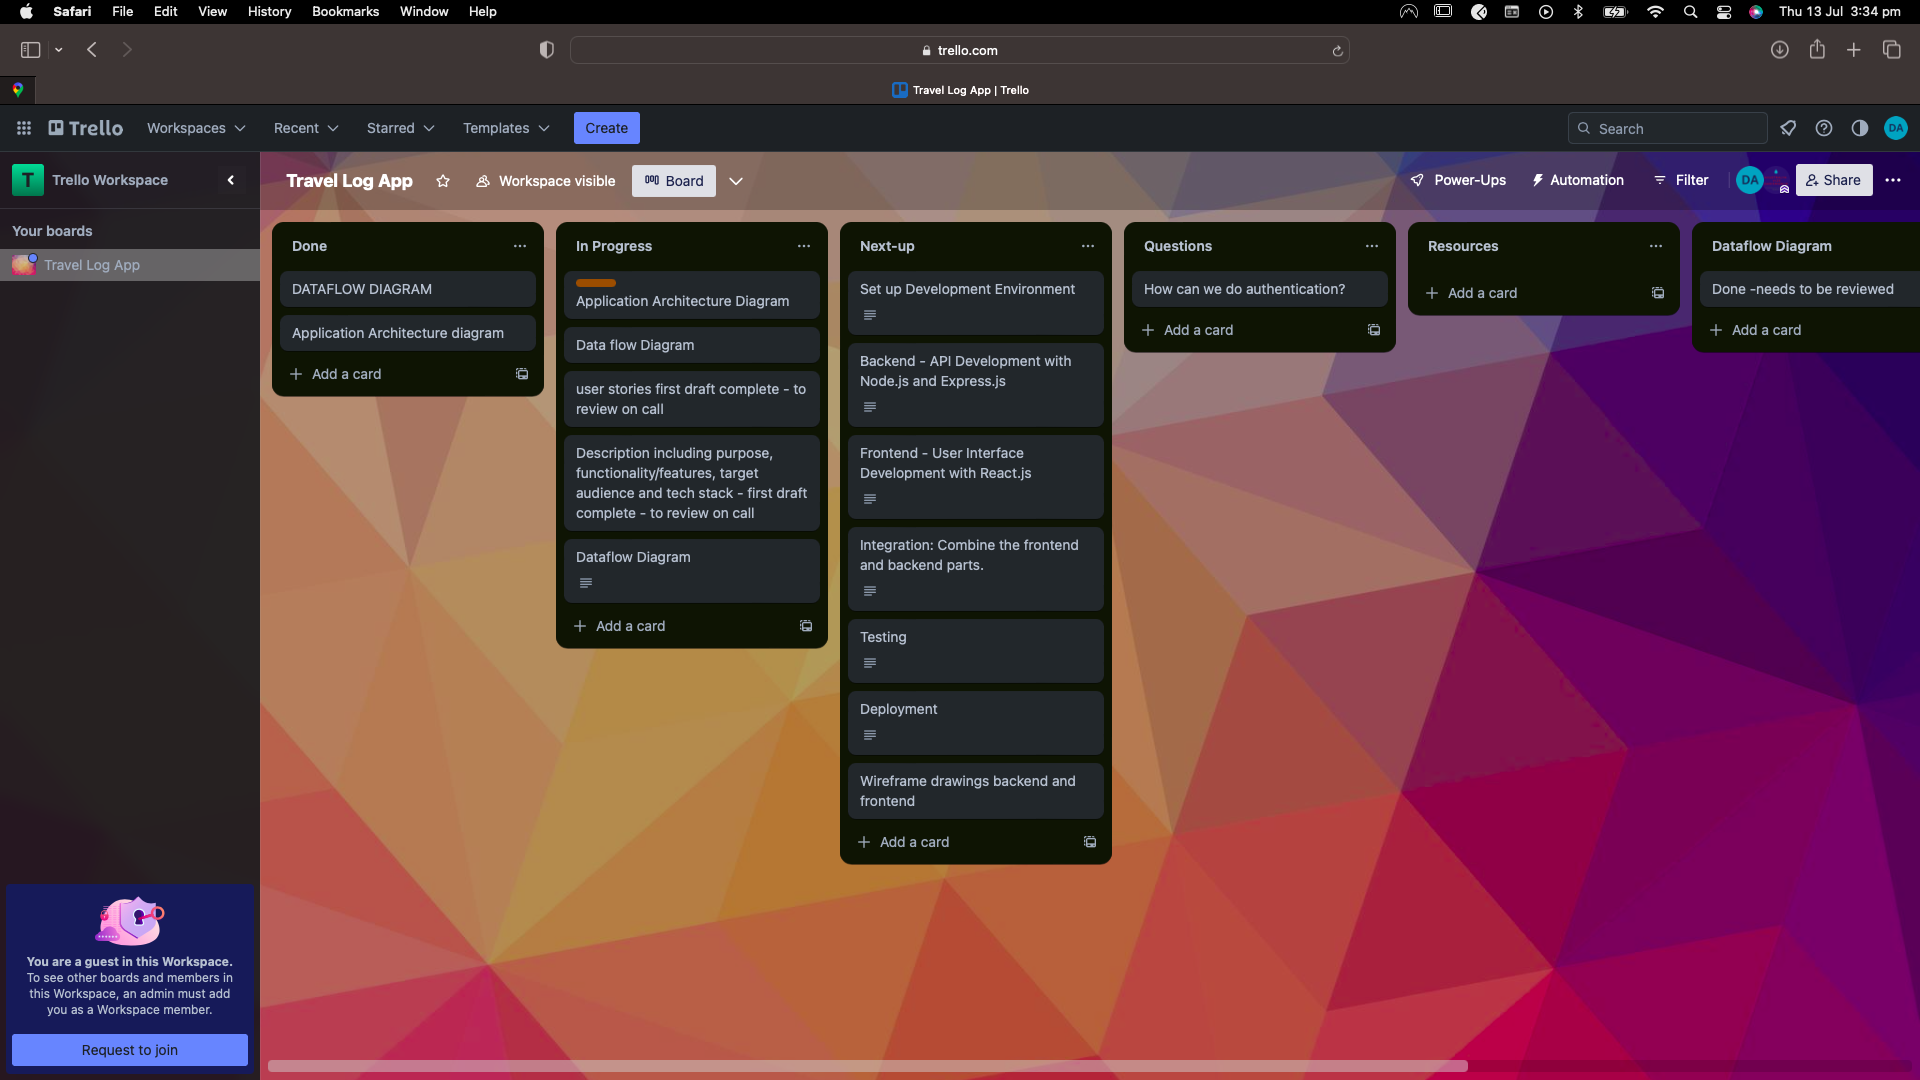 Safari File Edit View History Bookmarks Window Help Thu 13 Jul 3:34 pm
trello.com
Travel Log App | Trello
Trello Workspaces Recent Starred Templates Create Search DA
T Trello Workspace
Travel Log App Workspace visible Board Power-Ups Automation Filter DA Share
Your boards
Travel Log App
Done
DATAFLOW DIAGRAM
Application Architecture diagram
Add a card
In Progress
Application Architecture Diagram
Data flow Diagram
user stories first draft complete - to
review on call
Description including purpose,
functionality/features, target
audience and tech stack - first draft
complete - to review on call
Dataflow Diagram
Add a card
Next-up
Set up Development Environment
Backend - API Development with
Node.js and Express.js
Frontend - User Interface
Development with React.js
Integration: Combine the frontend
and backend parts.
Testing
Deployment
Wireframe drawings backend and
frontend
Add a card
Questions
How can we do authentication?
Add a card
Resources
Add a card
Dataflow Diagram
Done -needs to be reviewed
Add a card
You are a guest in this Workspace.
To see other boards and members in
this Workspace, an admin must add
you as a Workspace member.
Request to join